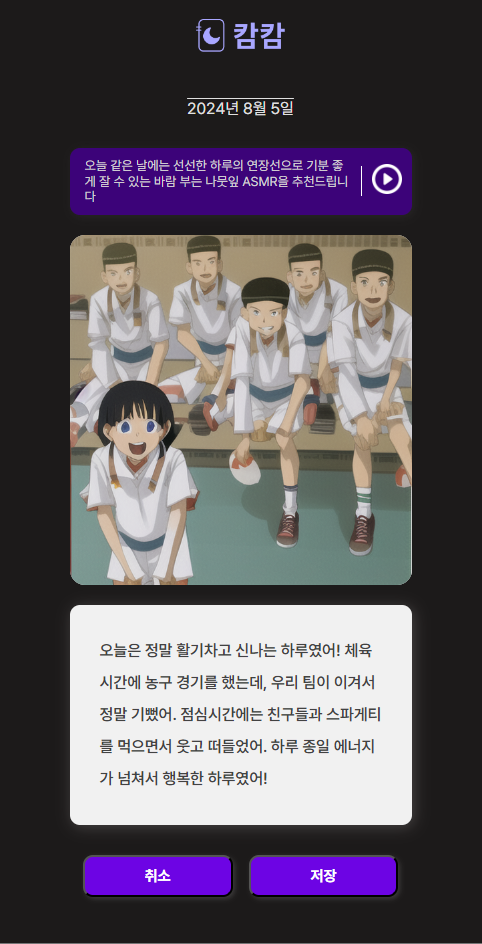 캄캄
2024년 8월 5일
오늘 같은 날에는 선선한 하루의 연장선으로 기분 좋
게 잘 수 있는 바람 부는 나뭇잎 ASMR을 추천드립니
다
오늘은 정말 활기차고 신나는 하루였어! 체육
시간에 농구 경기를 했는데, 우리 팀이 이겨서
정말 기뻤어. 점심시간에는 친구들과 스파게티
를 먹으면서 웃고 떠들었어. 하루 종일 에너지
가 넘쳐서 행복한 하루였어!
취소
저장